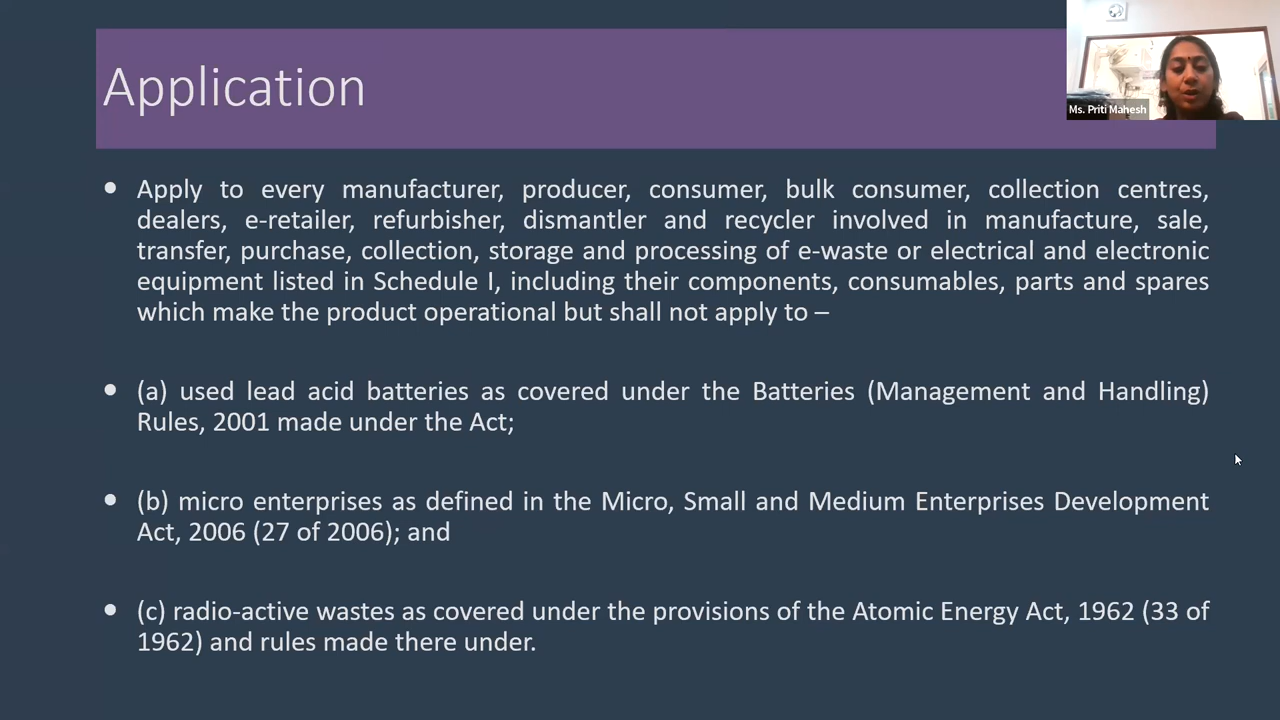 Application
Ms. Priti Mahesh
• Apply to every manufacturer, producer, consumer, bulk consumer, collection centres,
dealers, e-retailer, refurbisher, dismantler and recycler involved in manufacture, sale,
transfer, purchase, collection, storage and processing of e-waste or electrical and electronic
equipment listed in Schedule I, including their components, consumables, parts and spares
which make the product operational but shall not apply to –
• (a) used lead acid batteries as covered under the Batteries (Management and Handling)
Rules, 2001 made under the Act;
• (b) micro enterprises as defined in the Micro, Small and Medium Enterprises Development
Act, 2006 (27 of 2006); and
• (c) radio-active wastes as covered under the provisions of the Atomic Energy Act, 1962 (33 of
1962) and rules made there under.